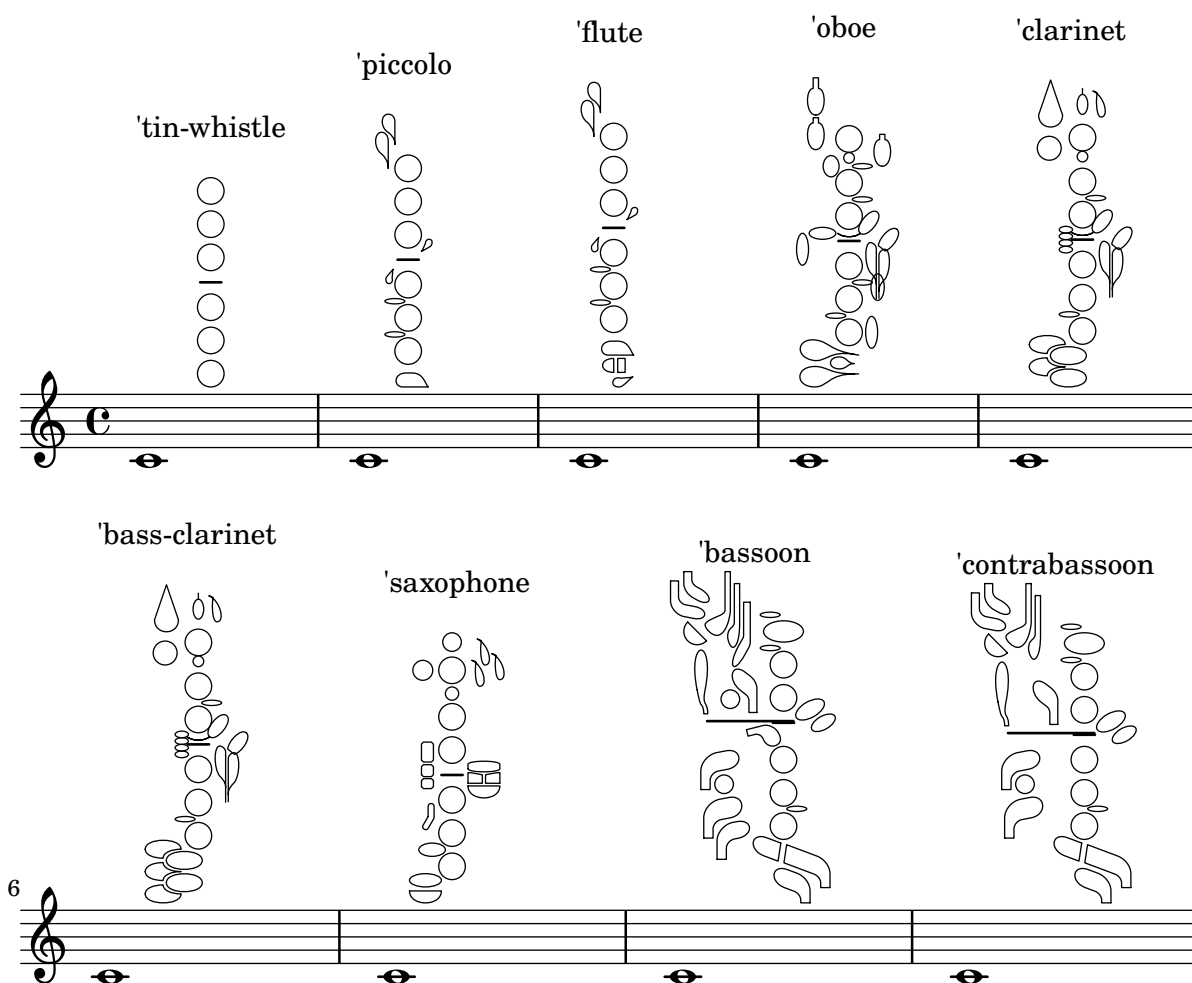 'tin-whistle
'piccolo
'flute
'oboe
'clarinet
'bass-clarinet
'saxophone
'bassoon
'contrabassoon
6